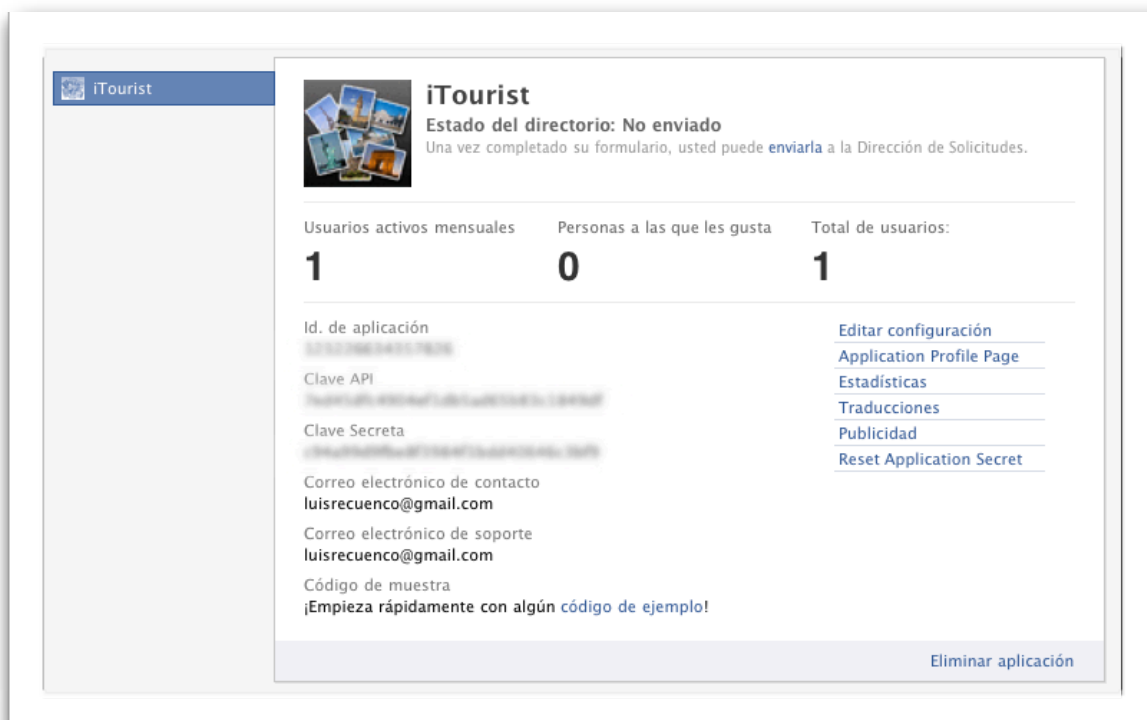 iTourist
iTourist
Estado del directorio: No enviado
Una vez completado su formulario, usted puede enviarla a la Dirección de Solicitudes.
Usuarios activos mensuales
1
Personas a las que les gusta
0
Total de usuarios:
1
Id. de aplicación
Clave API
Clave Secreta
Correo electrónico de contacto
luisrecuenco@gmail.com
Correo electrónico de soporte
luisrecuenco@gmail.com
Código de muestra
¡Empieza rápidamente con algún código de ejemplo!
Editar configuración
Application Profile Page
Estadísticas
Traducciones
Publicidad
Reset Application Secret
Eliminar aplicación